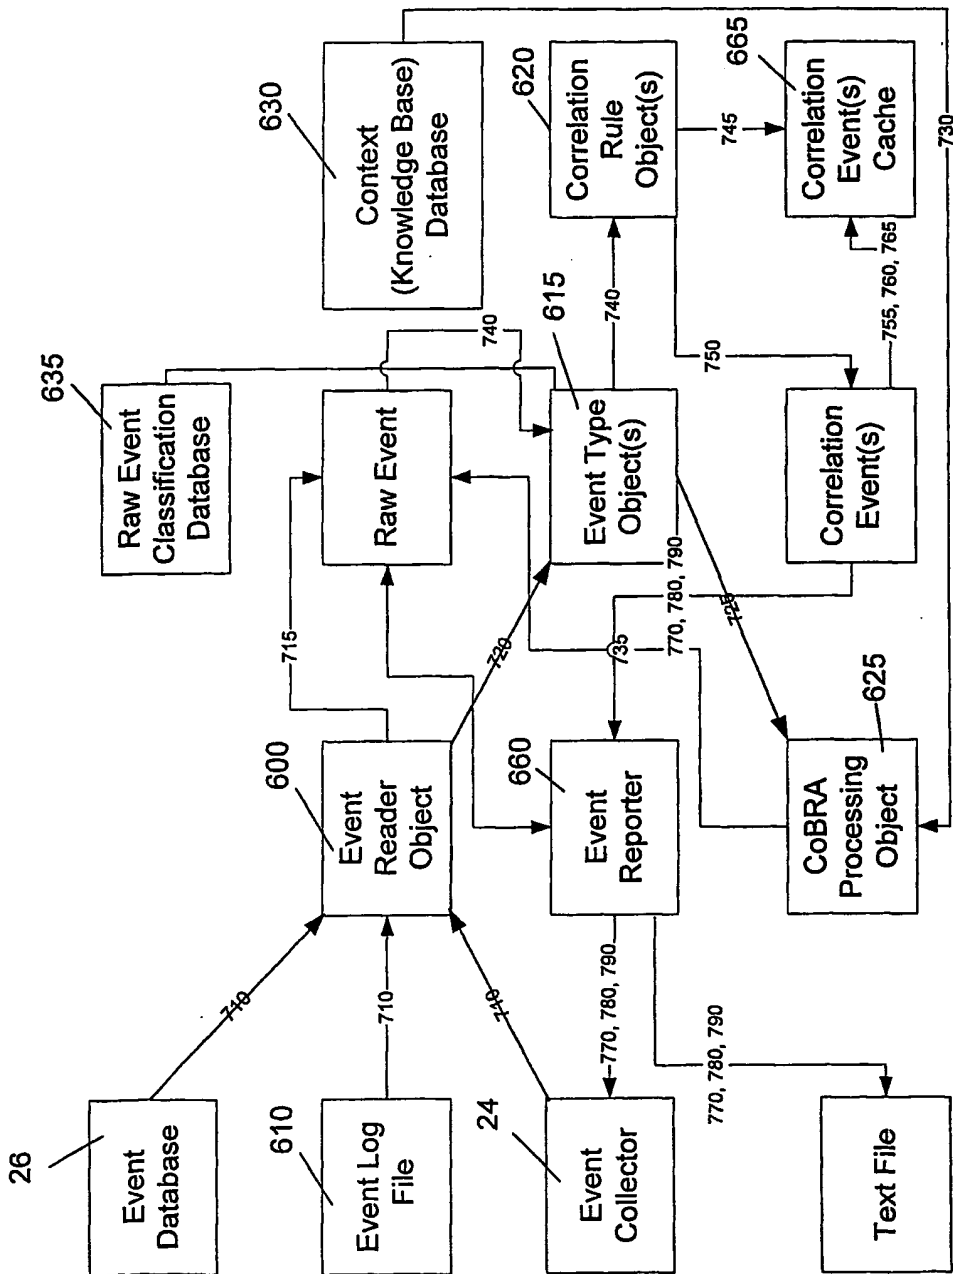 26
Event
Database
610
Event Log
File
24
Event
Collector
Text File
710
710
710
770, 780, 790
770, 780, 790
600
Event
Reader
Object
660
Event
Reporter
CoBRA
Processing
Object
625
715
720
735
770, 780, 790
725
635
Raw Event
Classification
Database
Raw Event
740
615
Event Type
Object(s)
Correlation
Event(s)
740
750
755, 760, 765
630
Context
(Knowledge Base)
Database
620
Correlation
Rule
Object(s)
745
665
Correlation
Event(s)
Cache
730